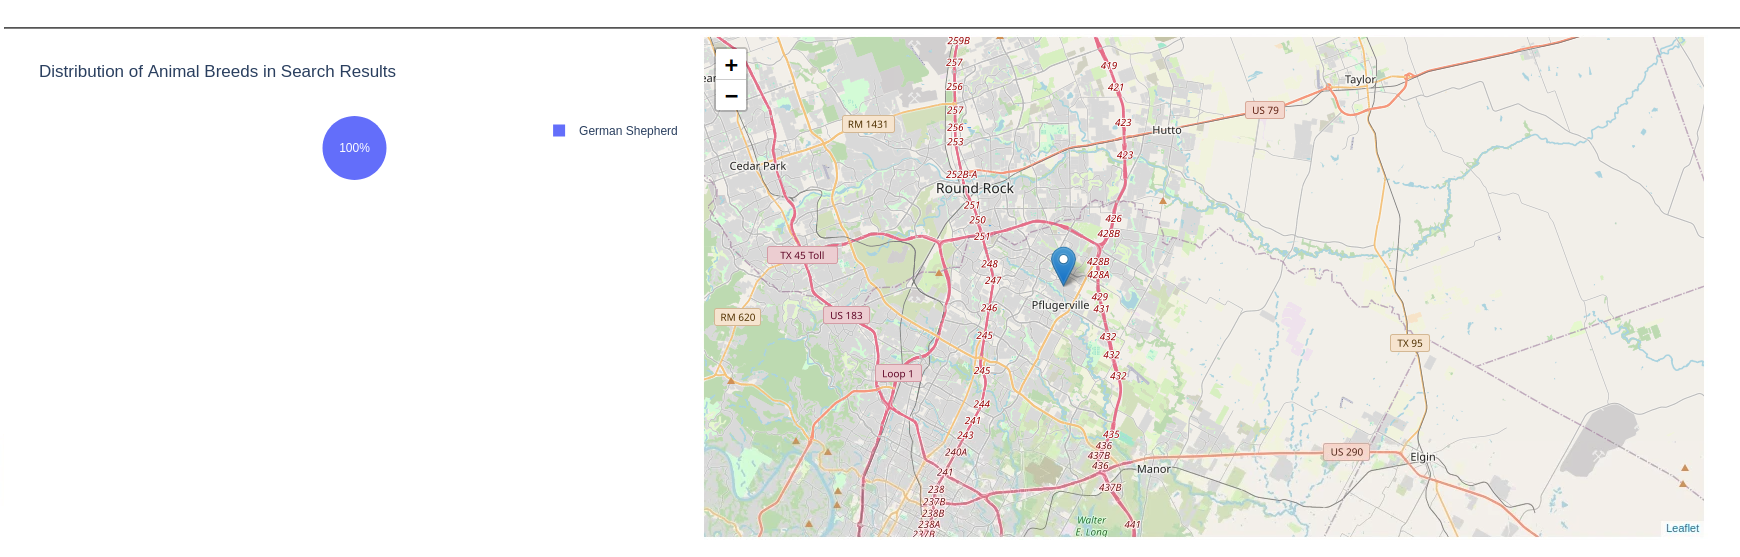 Distribution of Animal Breeds in Search Results
100%
German Shepherd
+
−
259B
257
419
Taylor
256
421
US 79
257
RM 1431
423
256
Hutto
253
423
Cedar Park
252B-A
Round Rock
251
250
426
251
428B
TX 45 Toll
248
428B
247
428A
429
Pflugerville
246
431
US 183
RM 620
245
432
TX 95
432
245
432
Loop 1
244
241
243
435
436
240A
437B
US 290
436
Elgin
Manor
241
238
437B
237B
238B
Walter
E. Long
238A
441
237B
Leaflet